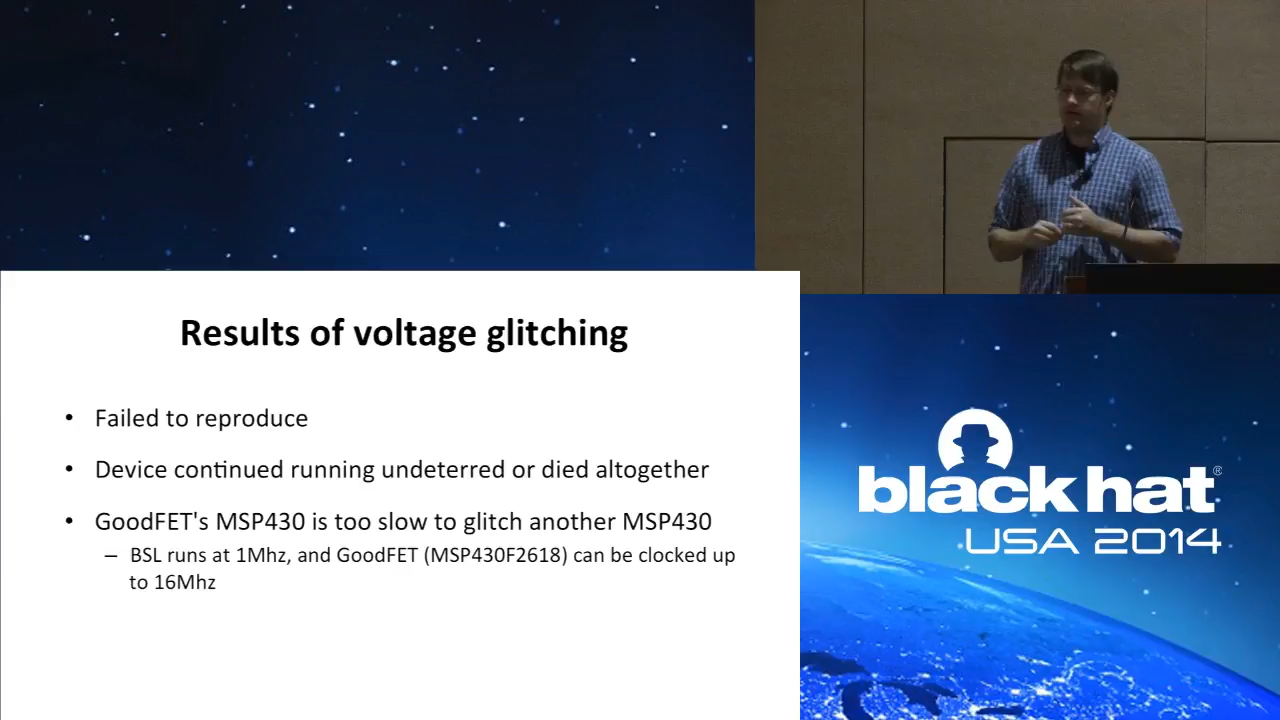 Results of voltage glitching
• Failed to reproduce
• Device continued running undeterred or died altogether
• GoodFET's MSP430 is too slow to glitch another MSP430
– BSL runs at 1Mhz, and GoodFET (MSP430F2618) can be clocked up
to 16Mhz
black hat®
USA 2014